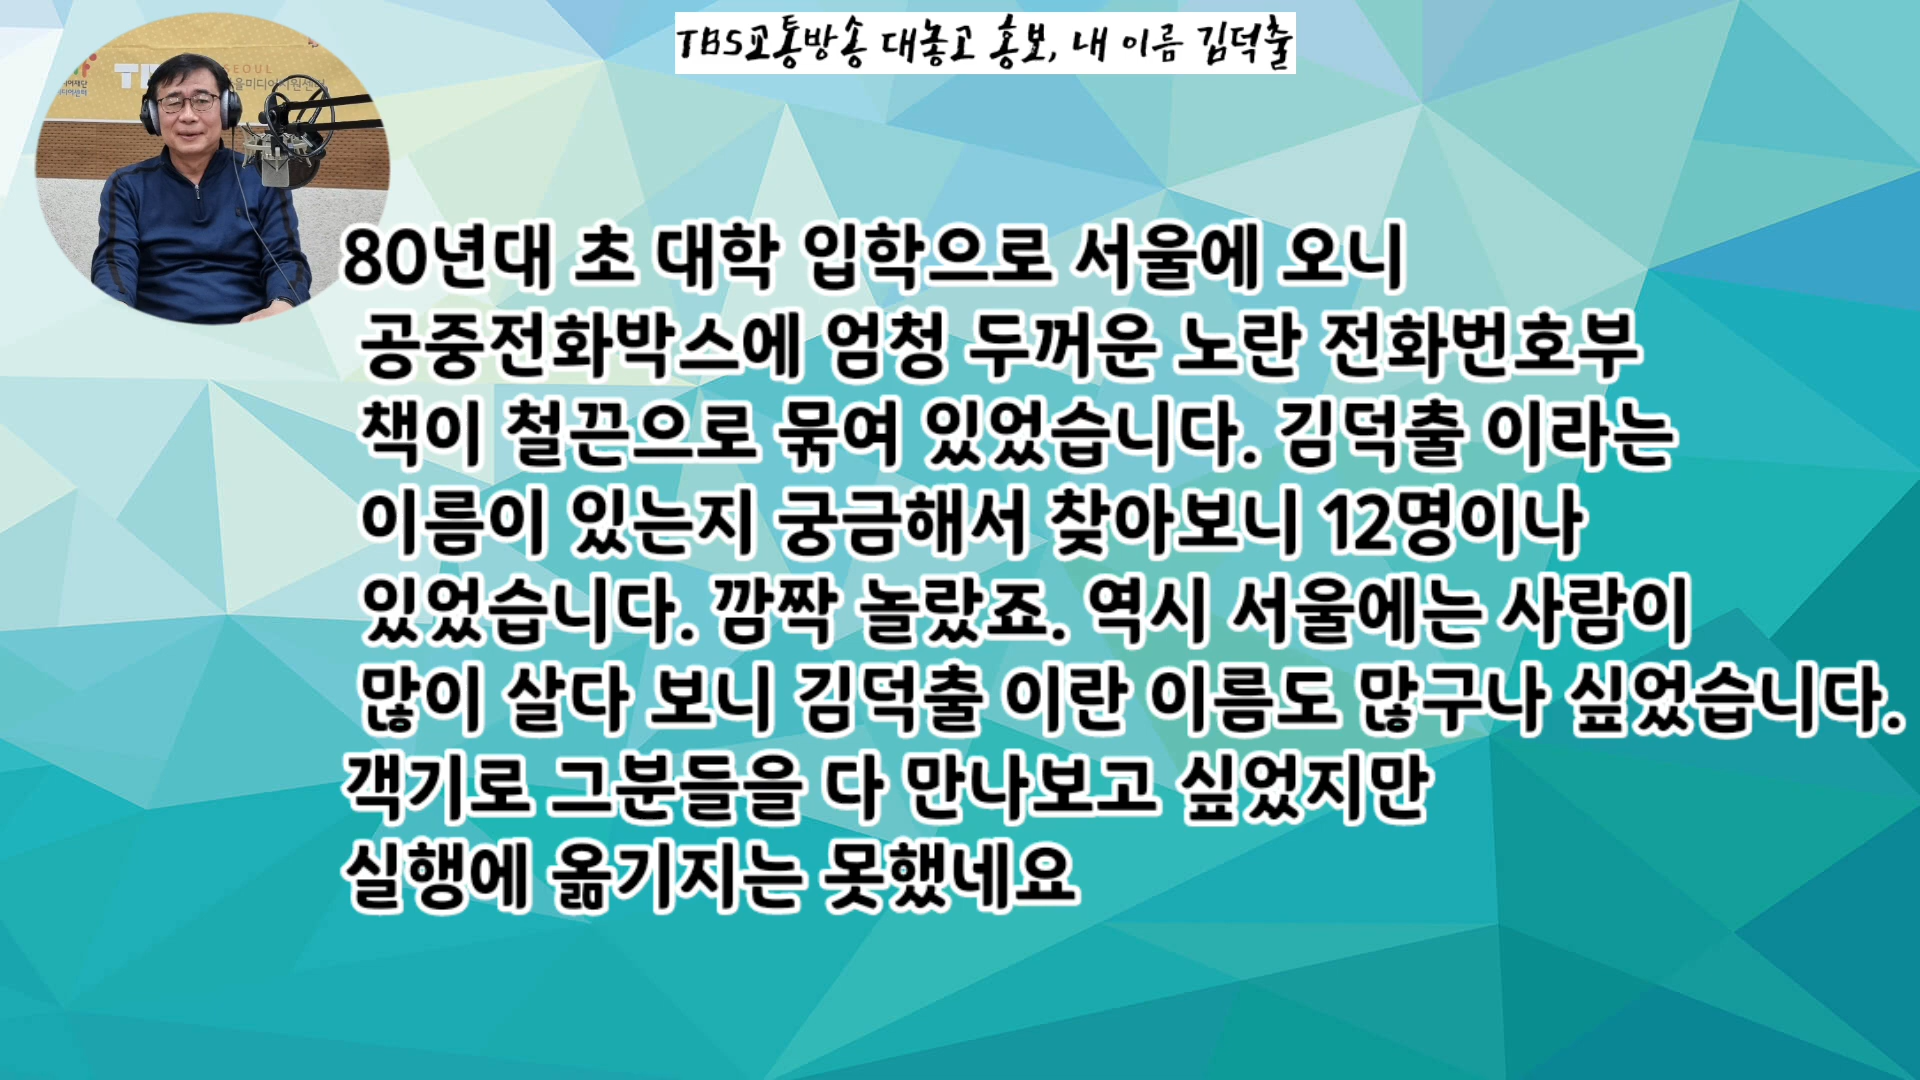 TBS교통방송 대놓고 홍보, 내 이름 김덕출
SEOUL
80년대 초 대학 입학으로 서울에 오니
공중전화박스에 엄청 두꺼운 노란 전화번호부
책이 철끈으로 묶여 있었습니다. 김덕출 이라는
이름이 있는지 궁금해서 찾아보니 12명이나
있었습니다. 깜짝 놀랐죠. 역시 서울에는 사람이
많이 살다 보니 김덕출 이란 이름도 많구나 싶었습니다.
객기로 그분들을 다 만나보고 싶었지만
실행에 옮기지는 못했네요